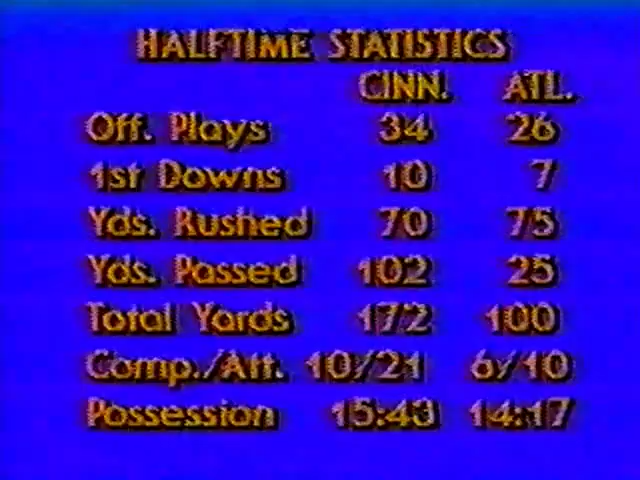 HALFTIME STATISTICS
CINN. ATL.
Off. Plays 34 26
1st Downs 10 7
Yds. Rushed 70 75
Yds. Passed 102 25
Total Yards 172 100
Comp./Att. 10/21 6/10
Possession 15:43 14:17